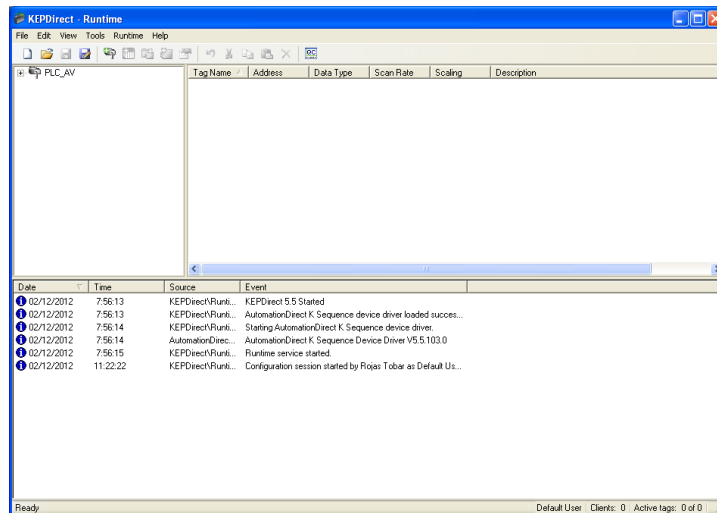 KEPDirect - Runtime
File Edit View Tools Runtime Help
PLC_AV
Tag Name Address Data Type Scan Rate Scaling Description
Date Time Source Event
02/12/2012 7:56:13 KEPDirect\Runti... KEPDirect 5.5 Started
02/12/2012 7:56:13 KEPDirect\Runti... AutomationDirect K Sequence device driver loaded succes...
02/12/2012 7:56:14 KEPDirect\Runti... Starting AutomationDirect K Sequence device driver.
02/12/2012 7:56:14 AutomationDirec... AutomationDirect K Sequence Device Driver V5.5.103.0
02/12/2012 7:56:15 KEPDirect\Runti... Runtime service started.
02/12/2012 11:22:22 KEPDirect\Runti... Configuration session started by Rojas Tobar as Default Us...
Ready Default User Clients: 0 Active tags: 0 of 0